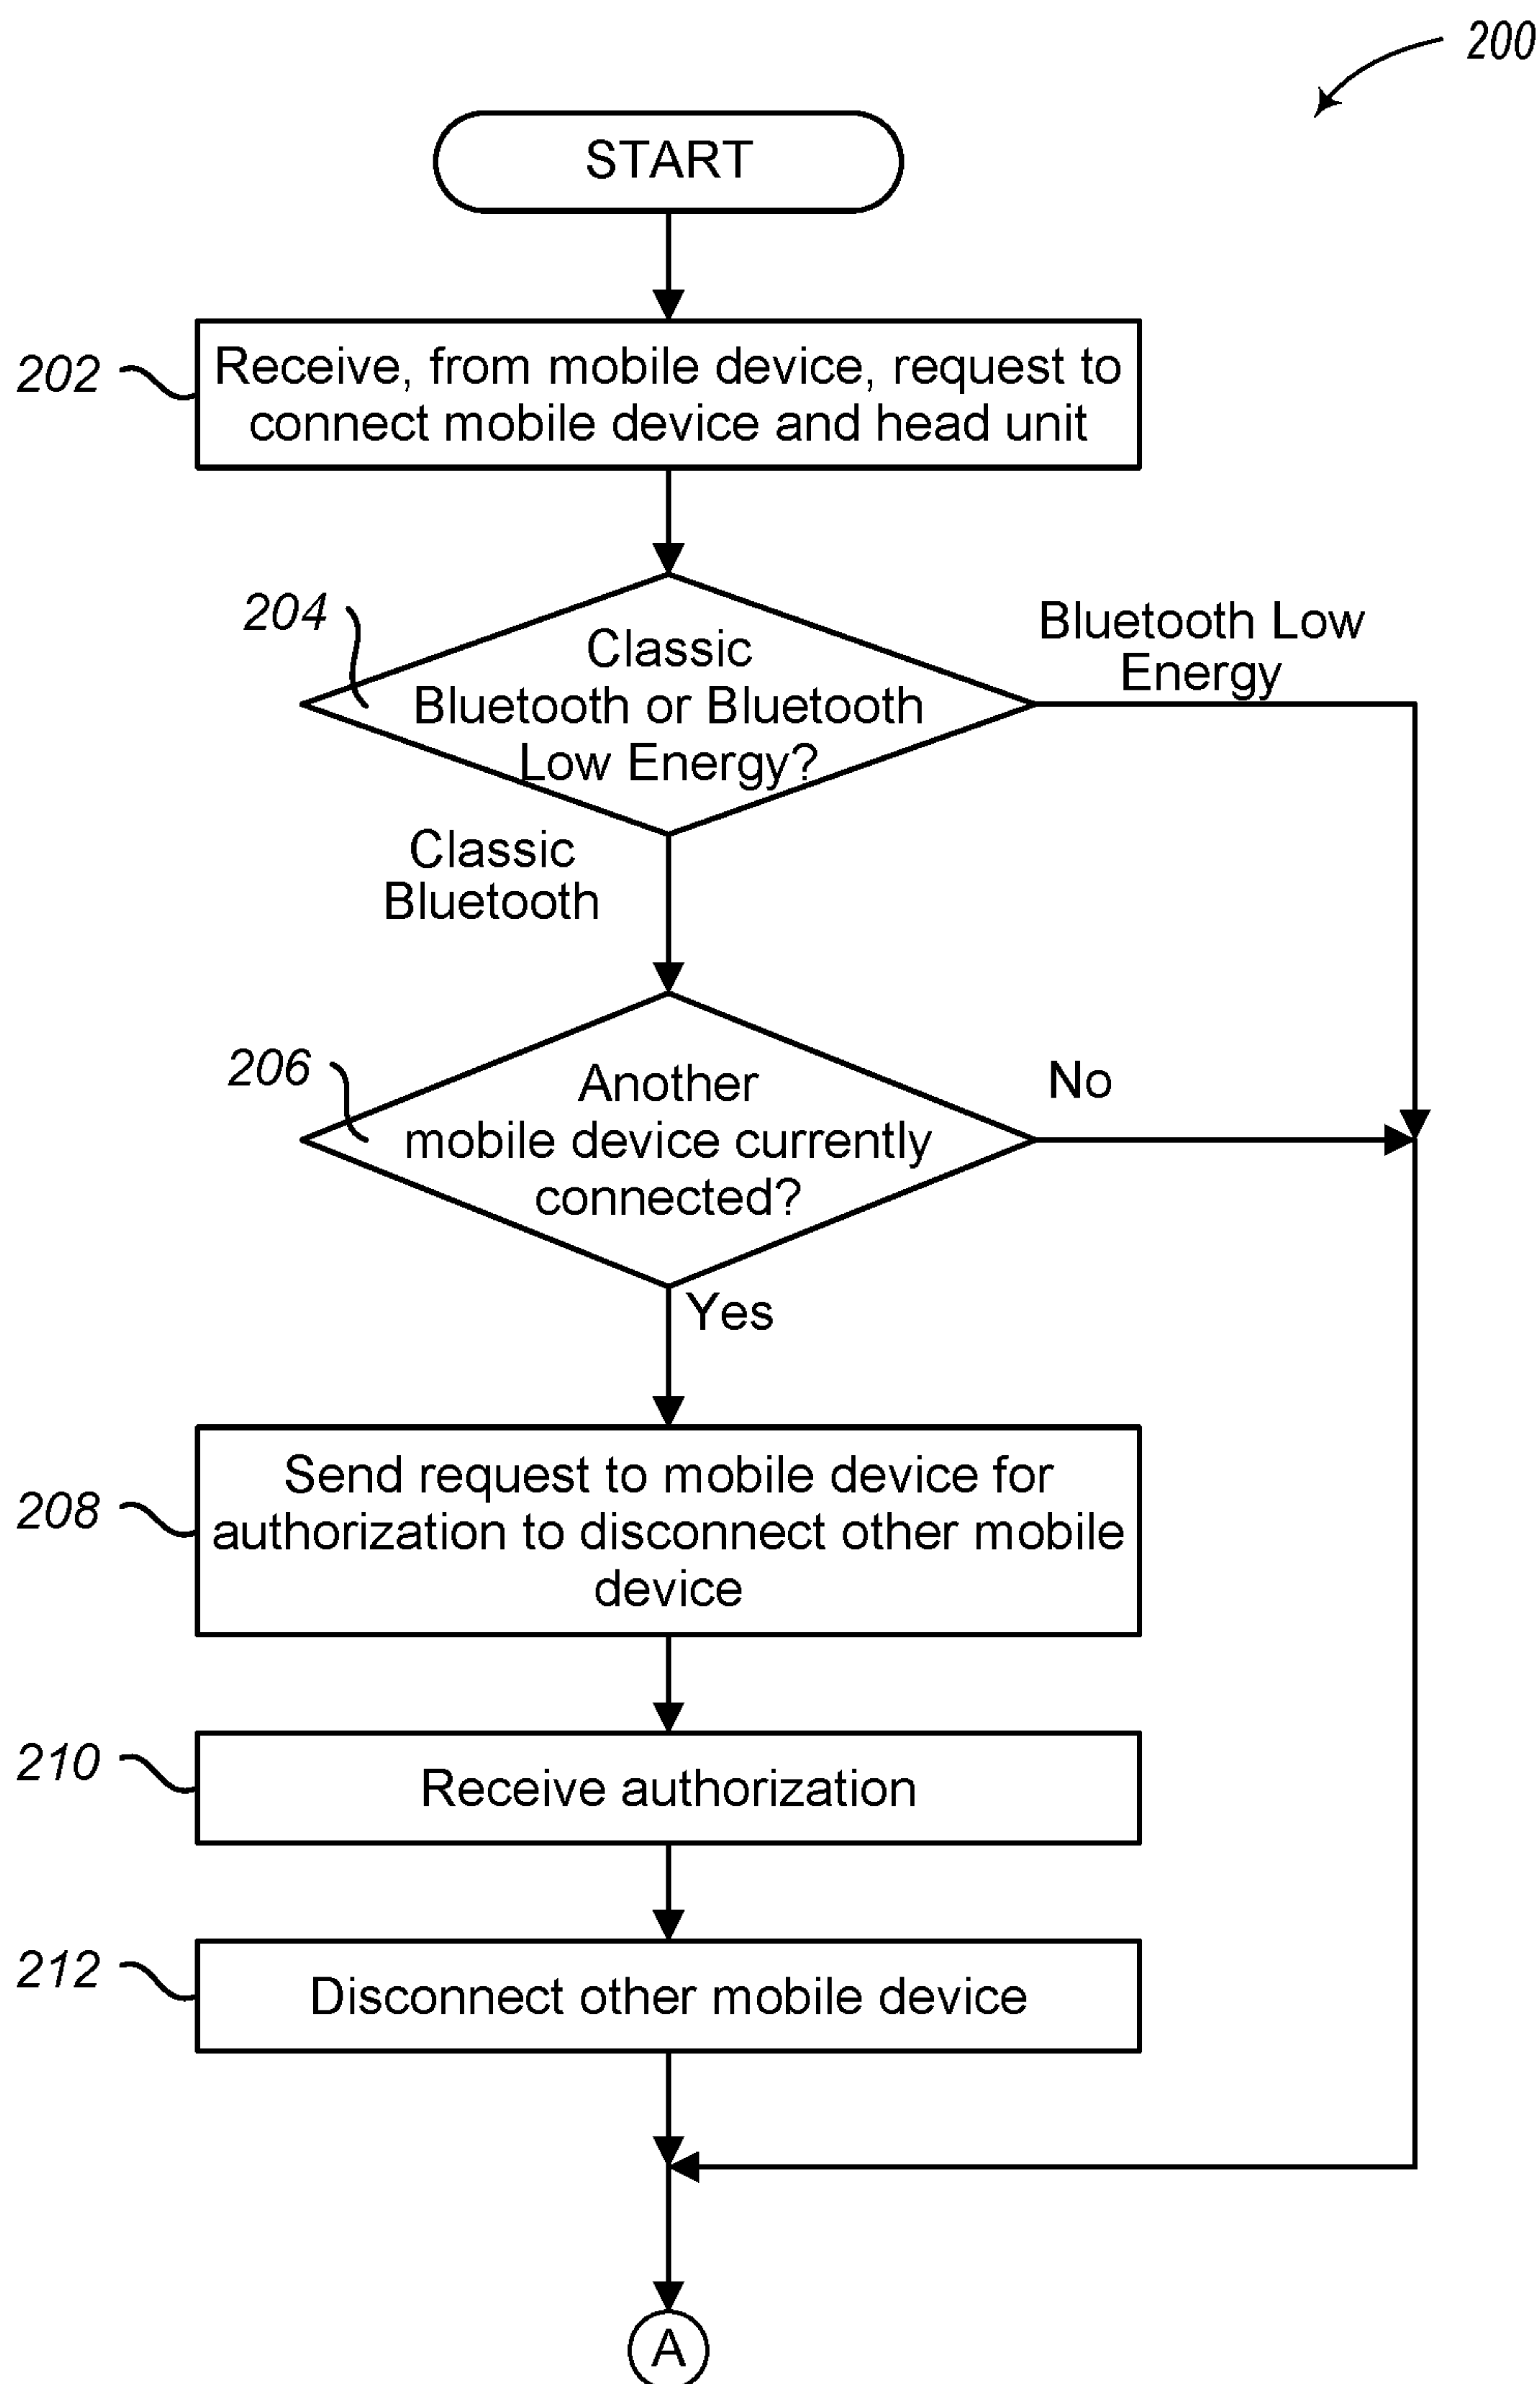 200
START
202
Receive, from mobile device, request to
connect mobile device and head unit
204
Classic
Bluetooth or Bluetooth
Low Energy?
Bluetooth Low
Energy
Classic
Bluetooth
206
Another
mobile device currently
connected?
No
Yes
208
Send request to mobile device for
authorization to disconnect other mobile
device
210
Receive authorization
212
Disconnect other mobile device
A